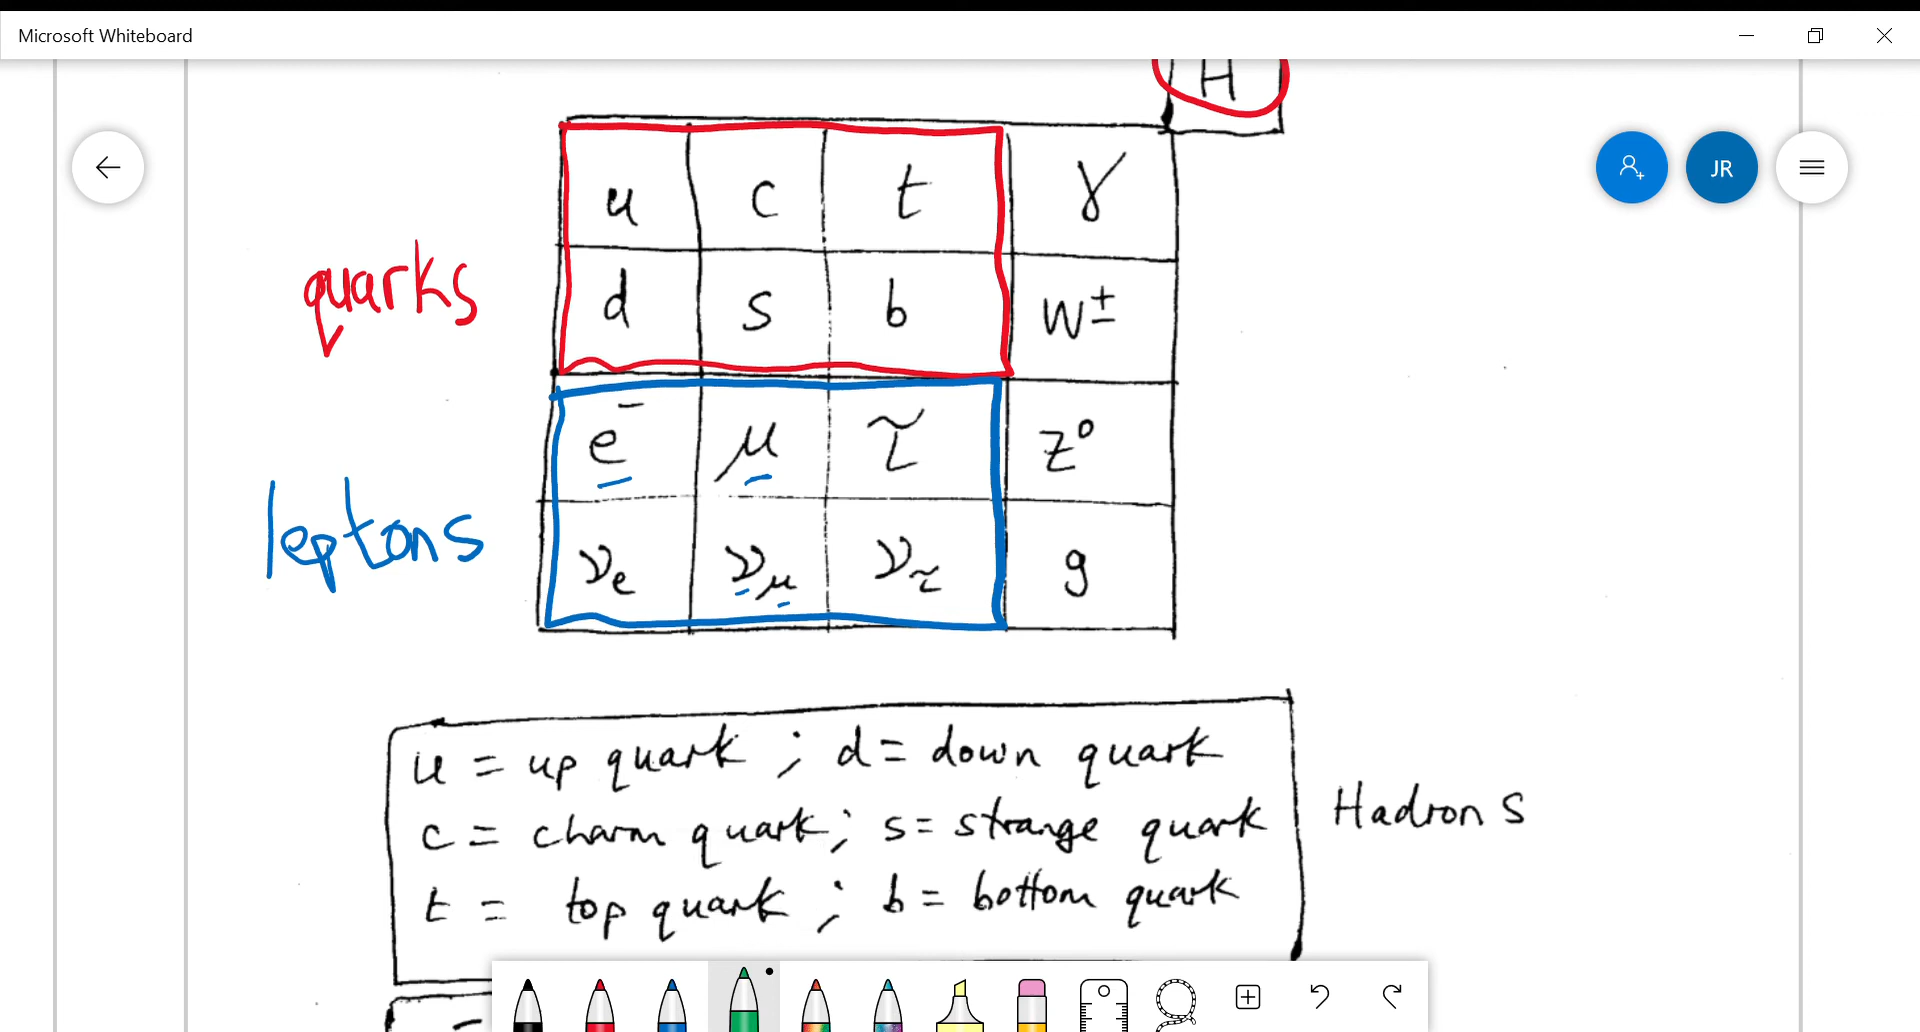 Microsoft Whiteboard
H
JR
u c t γ
quarks
d s b W±
e⁻ μ τ Z⁰
leptons
νe νμ ντ g
u = up quark ; d = down quark
c = charm quark; s = strange quark
Hadrons
t = top quark ; b = bottom quark